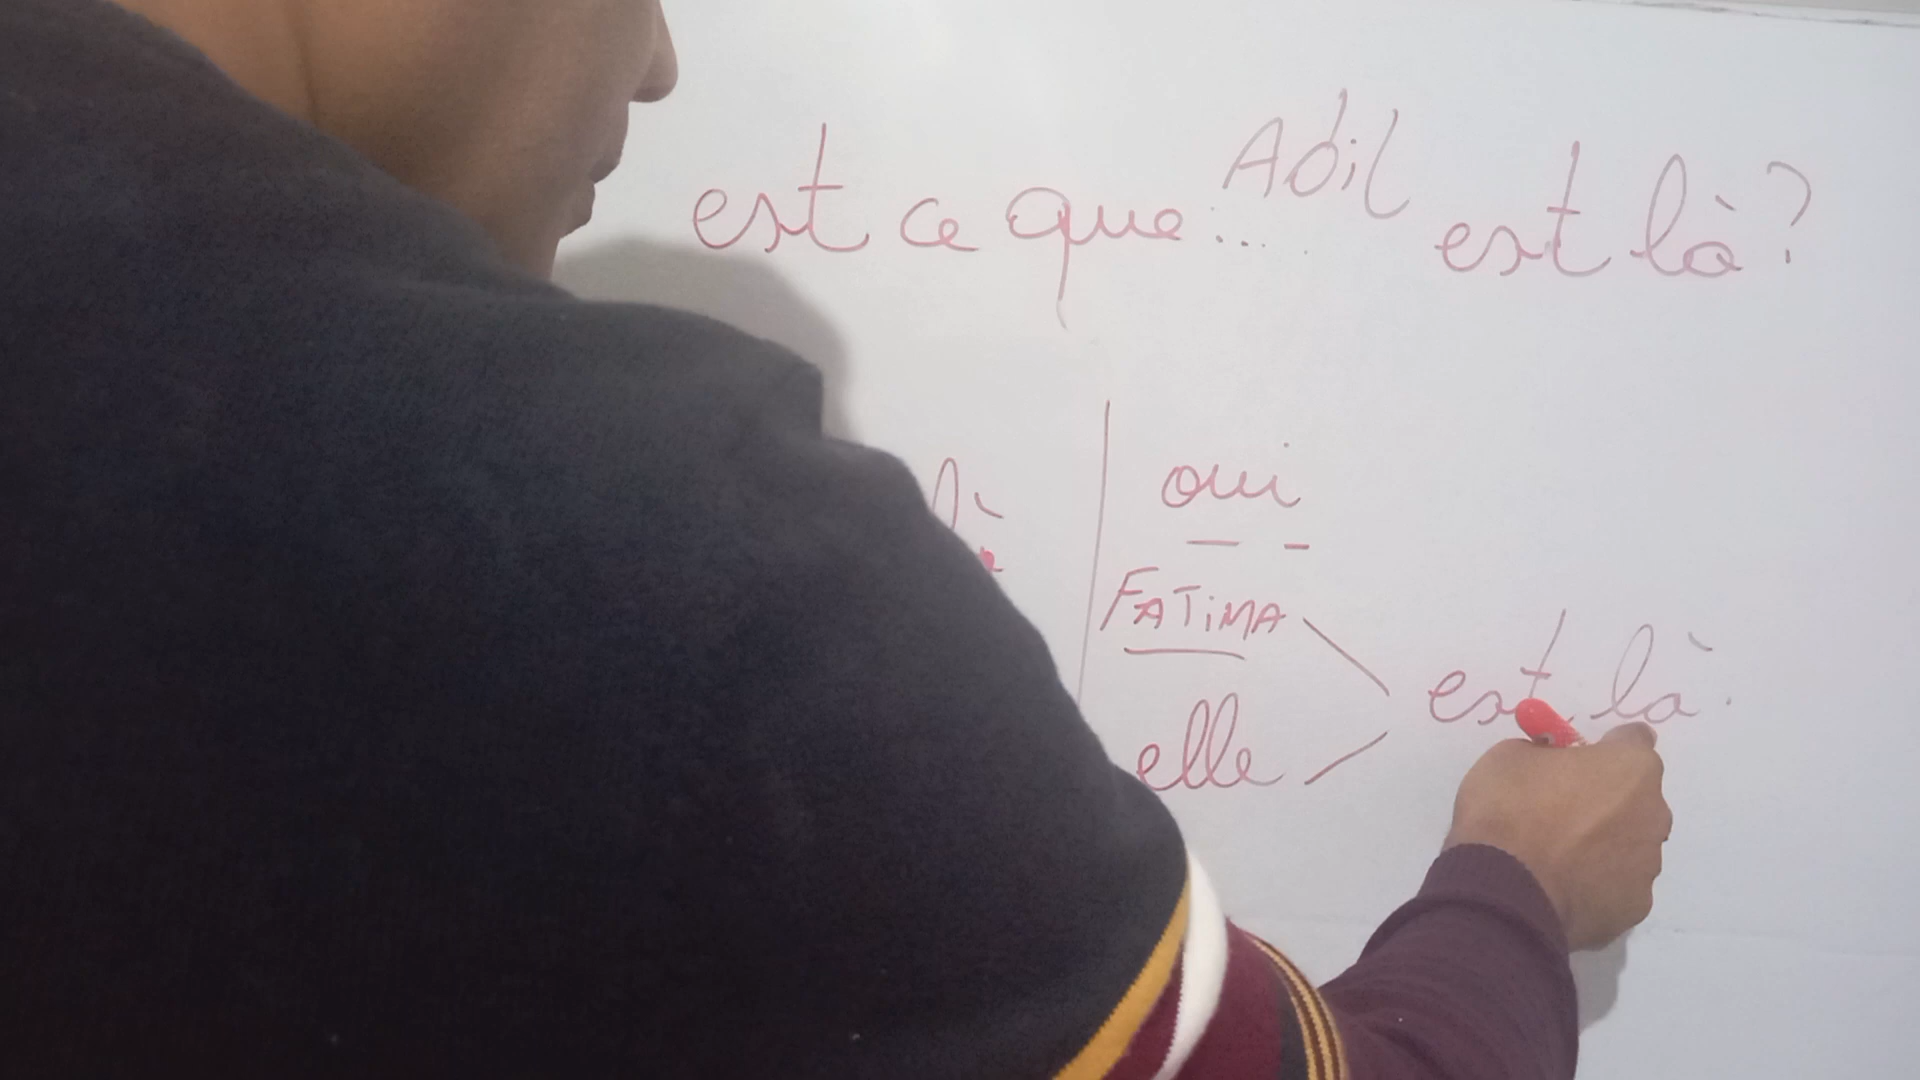 est ce que... Adil est là?
oui
FATiMA
est là.
elle